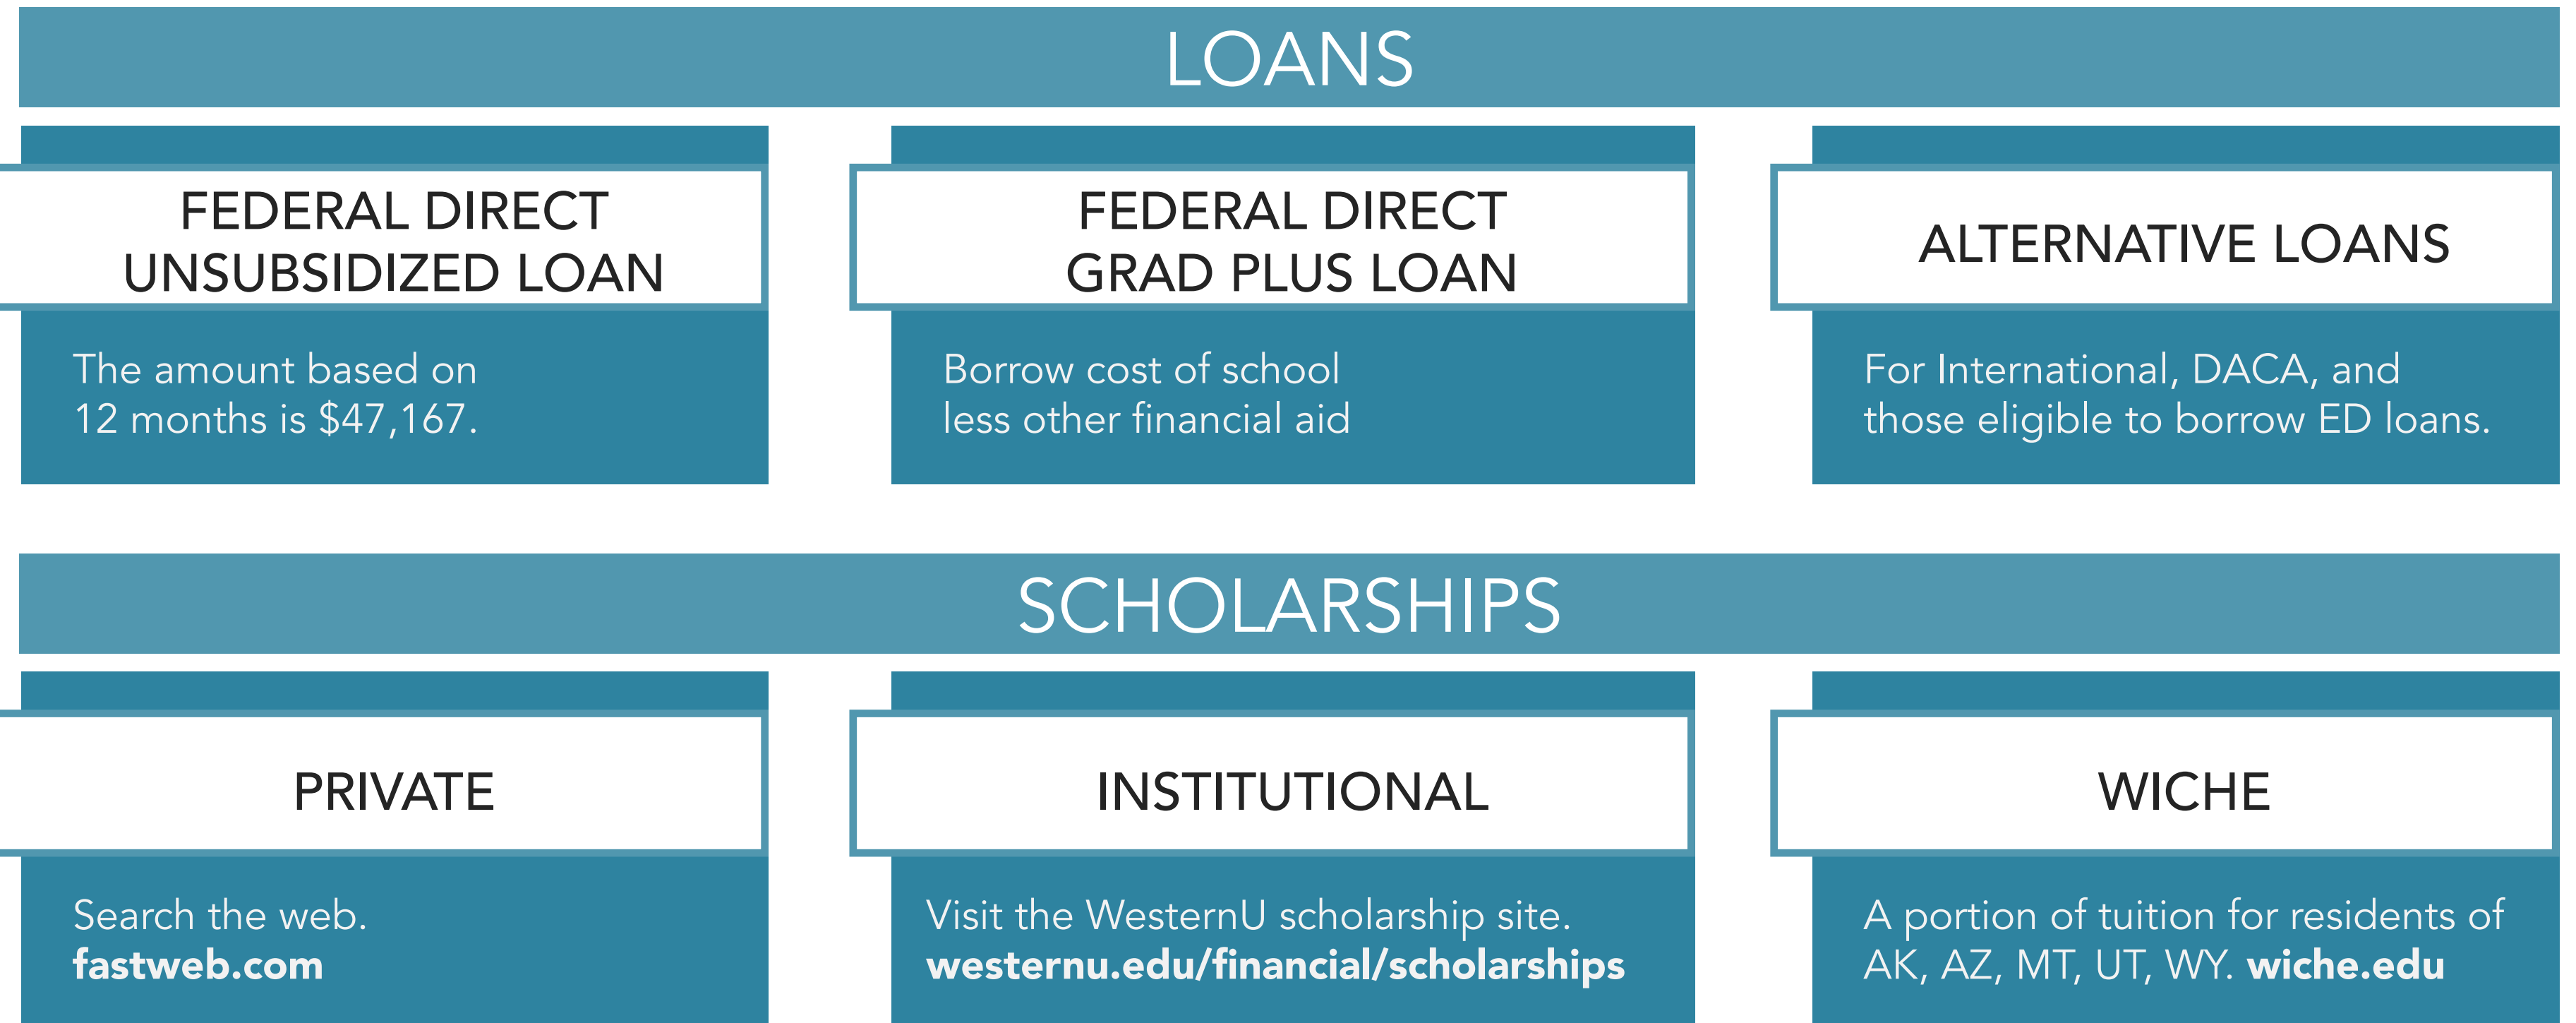 LOANS
FEDERAL DIRECT
UNSUBSIDIZED LOAN
The amount based on
12 months is $47,167.
FEDERAL DIRECT
GRAD PLUS LOAN
Borrow cost of school
less other financial aid
ALTERNATIVE LOANS
For International, DACA, and
those eligible to borrow ED loans.
SCHOLARSHIPS
PRIVATE
Search the web.
fastweb.com
INSTITUTIONAL
Visit the WesternU scholarship site.
westernu.edu/financial/scholarships
WICHE
A portion of tuition for residents of
AK, AZ, MT, UT, WY. wiche.edu